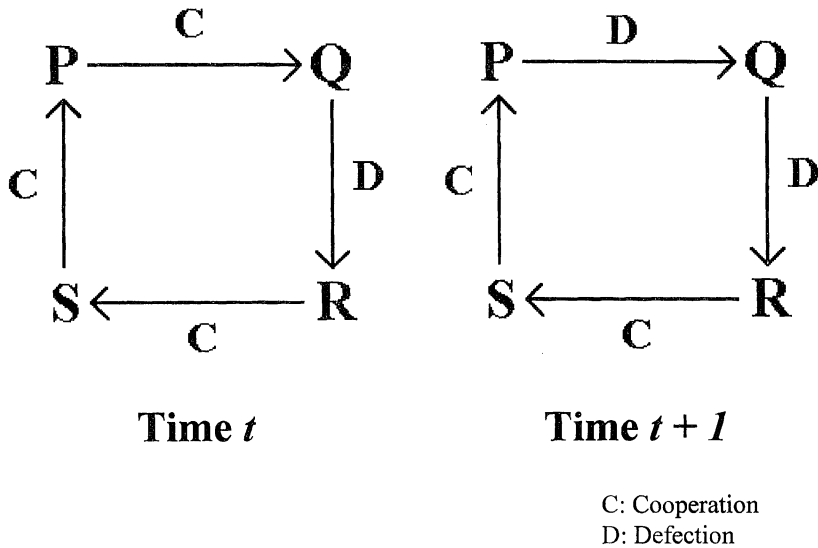 C
P Q
C D
S R
C
Time t
D
P Q
C D
S R
C
Time t + 1
C: Cooperation
D: Defection